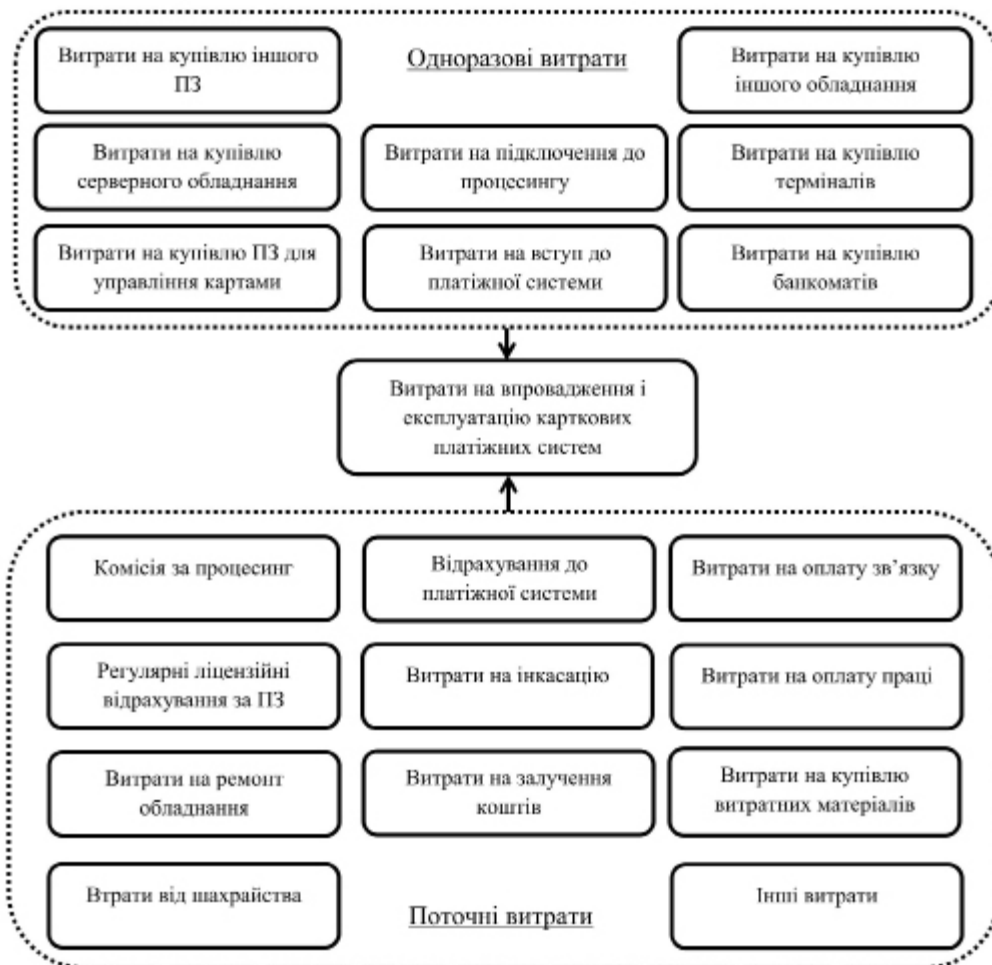 Витрати на купівлю іншого
ПЗ
Одноразові витрати
Витрати на купівлю
іншого обладнання
Витрати на купівлю
серверного обладнання
Витрати на підключення до
процесингу
Витрати на купівлю
терміналів
Витрати на купівлю ПЗ для
управління картами
Витрати на вступ до
платіжної системи
Витрати на купівлю
банкоматів
Витрати на впровадження і
експлуатацію карткових
платіжних систем
Комісія за процесинг
Відрахування до
платіжної системи
Витрати на оплату зв’язку
Регулярні ліцензійні
відрахування за ПЗ
Витрати на інкасацію
Витрати на оплату праці
Витрати на ремонт
обладнання
Витрати на залучення
коштів
Витрати на купівлю
витратних матеріалів
Втрати від шахрайства
Поточні витрати
Інші витрати